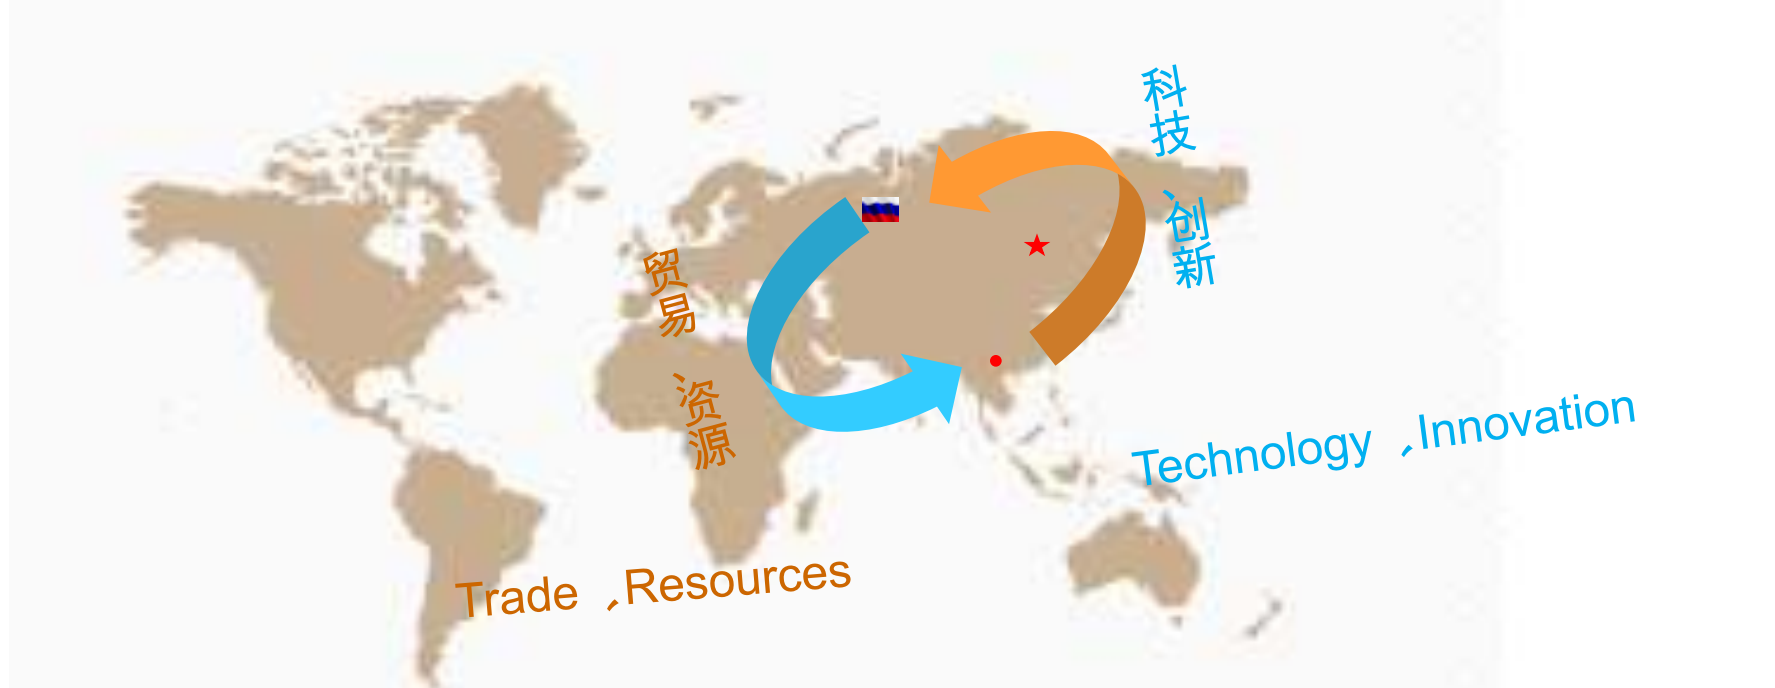 科技、创新
贸易、资源
Technology、Innovation
Trade、Resources